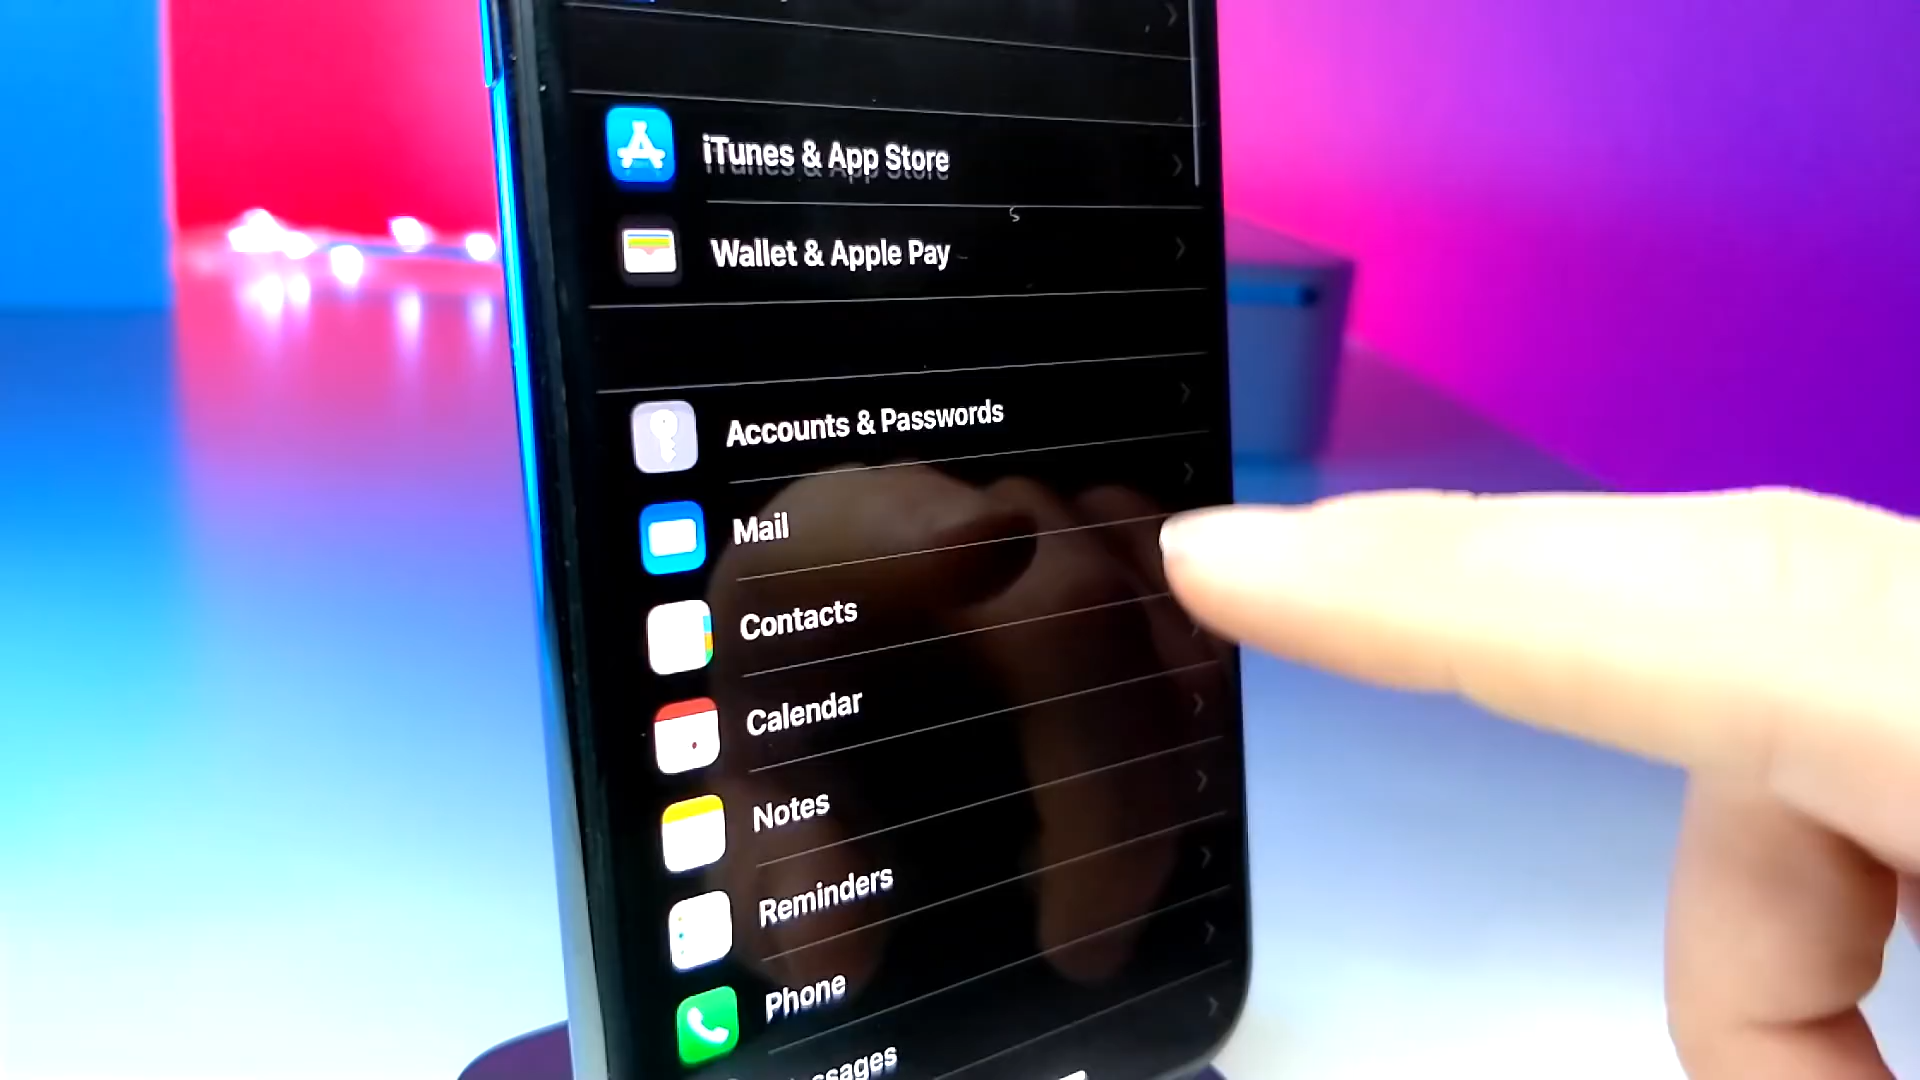 iTunes & App Store
Wallet & Apple Pay
Accounts & Passwords
Mail
Contacts
Calendar
Notes
Reminders
Phone